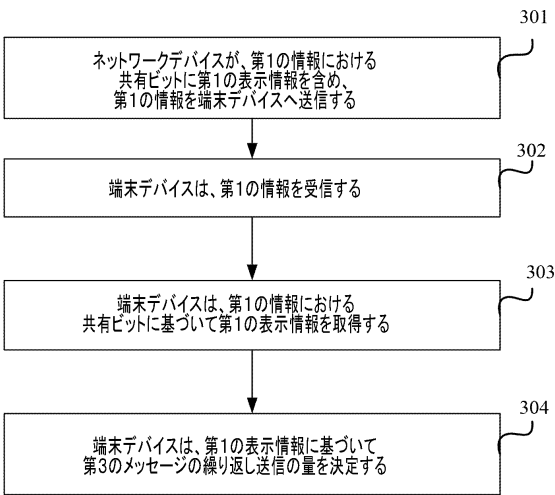 301
ネットワークデバイスが、第1の情報における
共有ビットに第1の表示情報を含め、
第1の情報を端末デバイスへ送信する
302
端末デバイスは、第1の情報を受信する
303
端末デバイスは、第1の情報における
共有ビットに基づいて第1の表示情報を取得する
304
端末デバイスは、第1の表示情報に基づいて
第3のメッセージの繰り返し送信の量を決定する